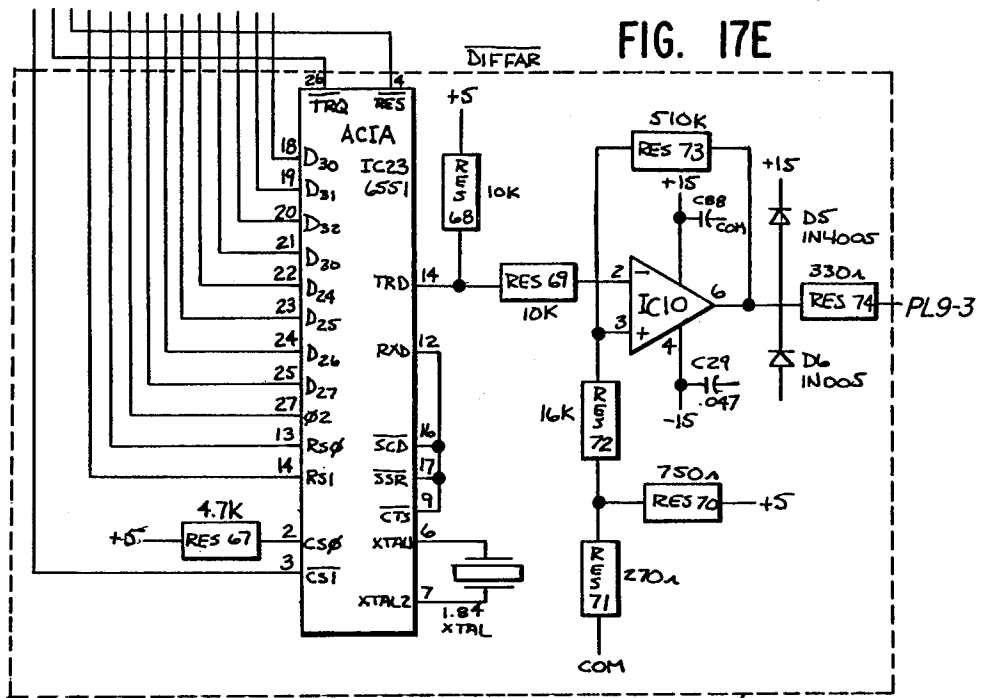 FIG. 17E
DIFFAR
26
4
TRQ
RES
ACIA
IC23
6551
18 D30
19 D31
20 D32
21 D30
22 D24
23 D25
24 D26
25 D27
27 Ø2
13 RSØ
14 RS1
+5
4.7K
RES 67
2 CSØ
3 CS1
TRD 14
RXD 12
SCD 16
SSR 17
CTS 9
XTAL1 6
XTAL2 7
1.84
XTAL
+5
RES 68
10K
RES 69
10K
510K
RES 73
+15
C88
COM
2 −
IC10
6
3 +
4
C29
.047
-15
16K
RES 72
750Ω
RES 70
+5
RES 71
270Ω
COM
+15
D5
IN4005
330Ω
RES 74
PL9-3
D6
IN005